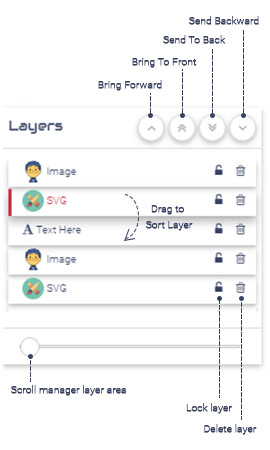 Send Backward
Send To Back
Bring To Front
Bring Forward
Layers
Image
SVG
Drag to
Sort Layer
A Text Here
Image
SVG
Scroll manager layer area
Lock layer
Delete layer